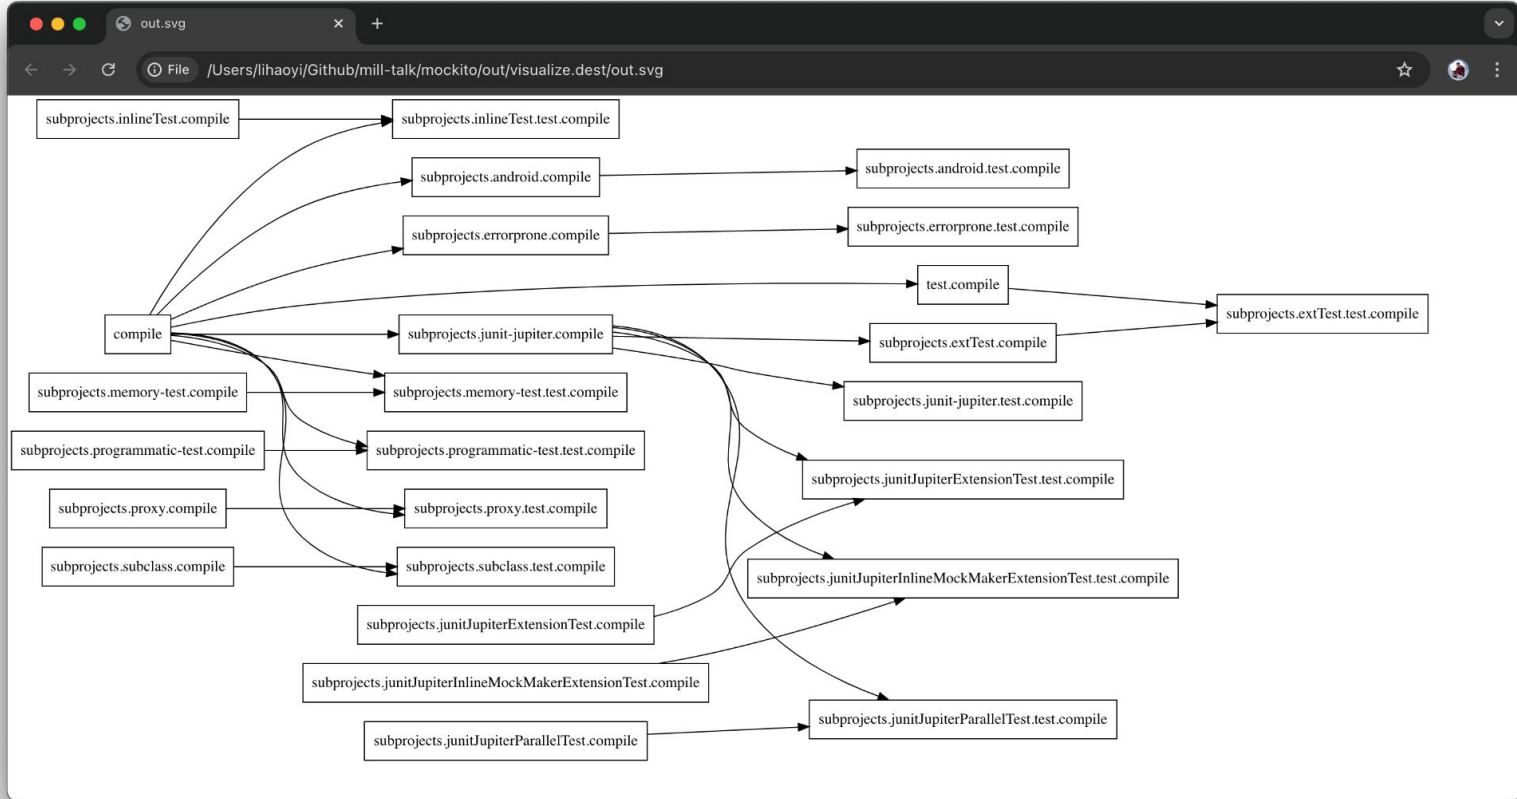 out.svg
File /Users/lihaoyi/Github/mill-talk/mockito/out/visualize.dest/out.svg
subprojects.inlineTest.compile
subprojects.inlineTest.test.compile
subprojects.android.compile
subprojects.android.test.compile
subprojects.errorprone.compile
subprojects.errorprone.test.compile
test.compile
subprojects.extTest.test.compile
compile
subprojects.junit-jupiter.compile
subprojects.extTest.compile
subprojects.memory-test.compile
subprojects.memory-test.test.compile
subprojects.junit-jupiter.test.compile
subprojects.programmatic-test.compile
subprojects.programmatic-test.test.compile
subprojects.junitJupiterExtensionTest.test.compile
subprojects.proxy.compile
subprojects.proxy.test.compile
subprojects.subclass.compile
subprojects.subclass.test.compile
subprojects.junitJupiterInlineMockMakerExtensionTest.test.compile
subprojects.junitJupiterExtensionTest.compile
subprojects.junitJupiterInlineMockMakerExtensionTest.compile
subprojects.junitJupiterParallelTest.test.compile
subprojects.junitJupiterParallelTest.compile